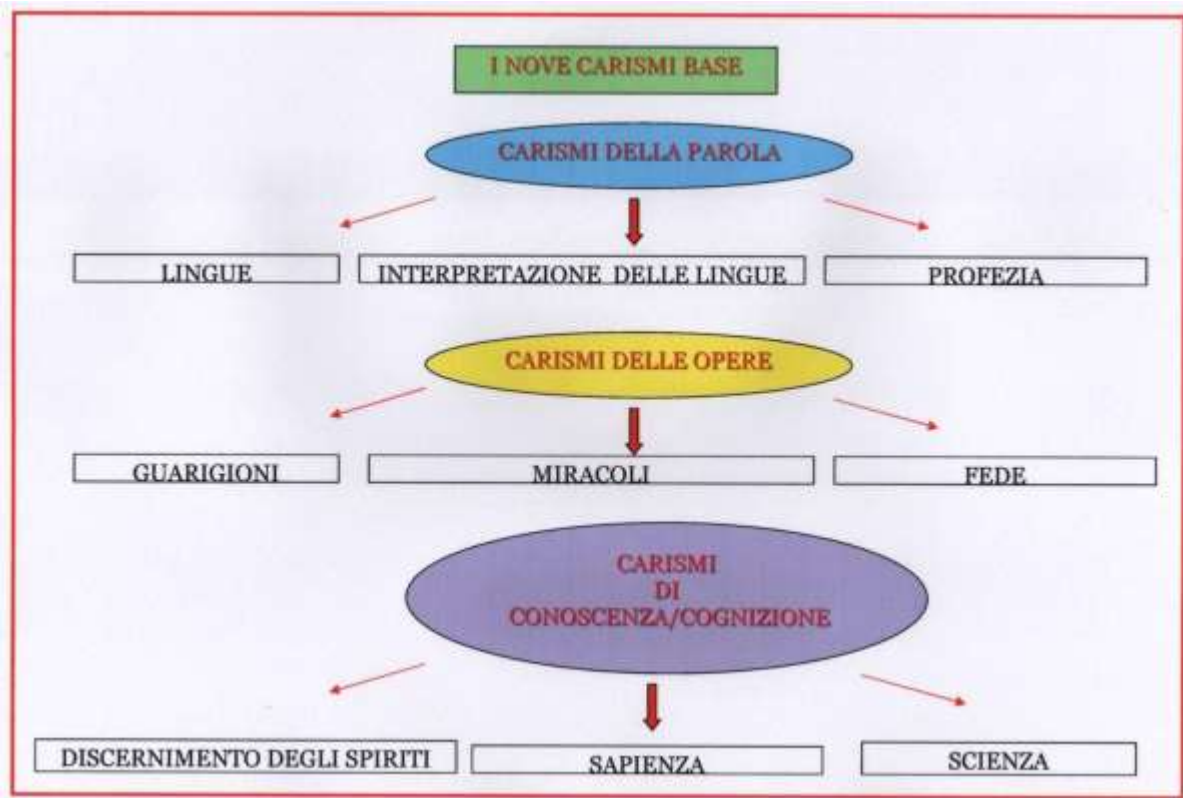 I NOVE CARISMI BASE
CARISMI DELLA PAROLA
LINGUE
INTERPRETAZIONE DELLE LINGUE
PROFEZIA
CARISMI DELLE OPERE
GUARIGIONI
MIRACOLI
FEDE
CARISMI
DI
CONOSCENZA/COGNIZIONE
DISCERNIMENTO DEGLI SPIRITI
SAPIENZA
SCIENZA